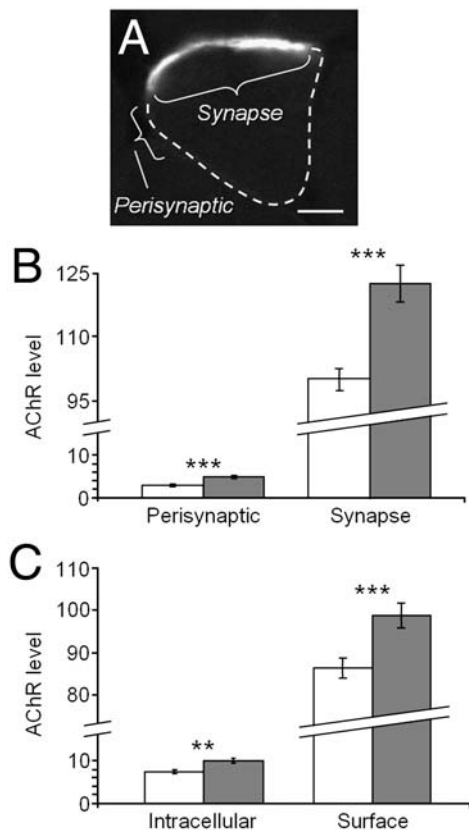 A
Synapse
Perisynaptic
B
AChR level
125
110
95
10
0
***
***
Perisynaptic
Synapse
C
AChR level
110
100
90
80
10
0
**
***
Intracellular
Surface